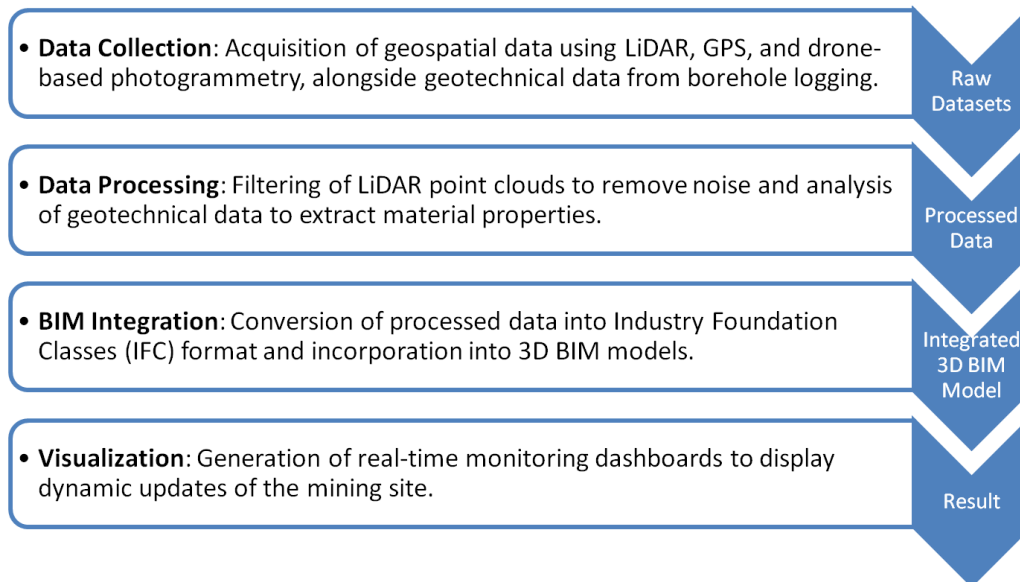 • Data Collection: Acquisition of geospatial data using LiDAR, GPS, and drone-
based photogrammetry, alongside geotechnical data from borehole logging.
Raw
Datasets
• Data Processing: Filtering of LiDAR point clouds to remove noise and analysis
of geotechnical data to extract material properties.
Processed
Data
• BIM Integration: Conversion of processed data into Industry Foundation
Classes (IFC) format and incorporation into 3D BIM models.
Integrated
3D BIM
Model
• Visualization: Generation of real-time monitoring dashboards to display
dynamic updates of the mining site.
Result